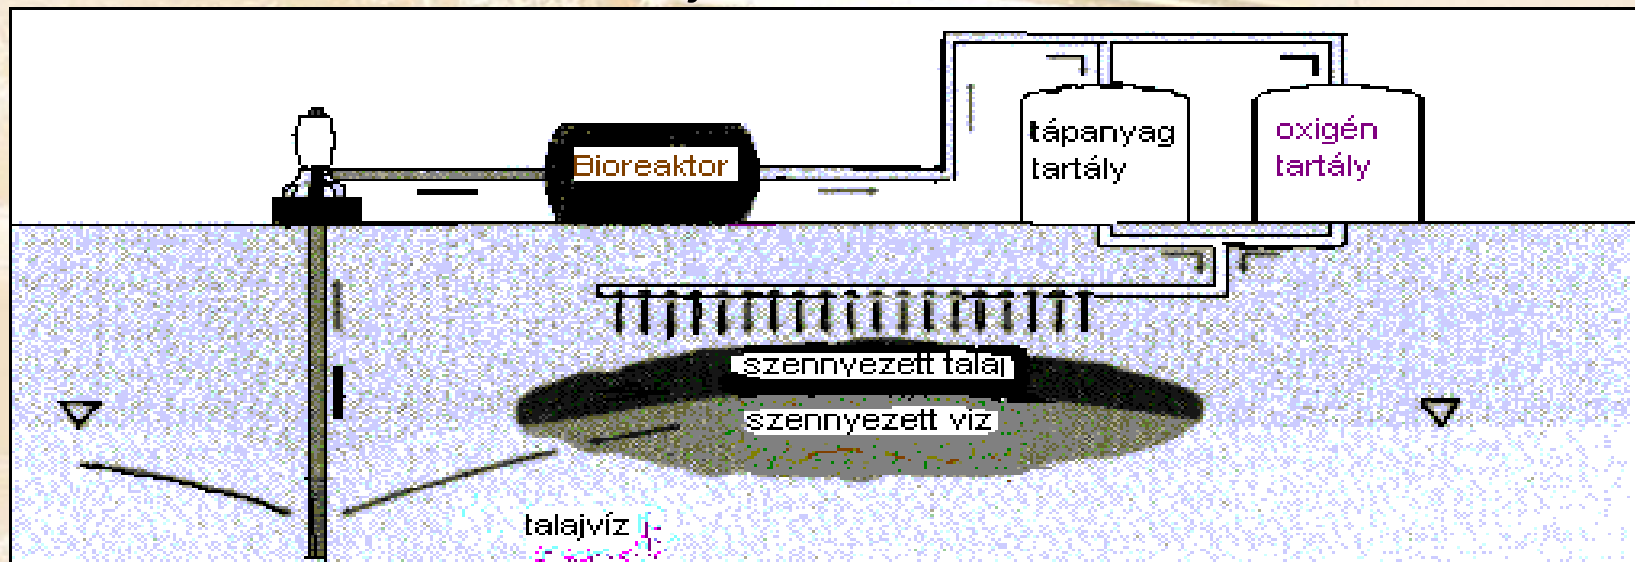 tápanyag
tartály
oxigén
tartály
Bioreaktor
szennyezett talaj
szennyezett víz
talajvíz